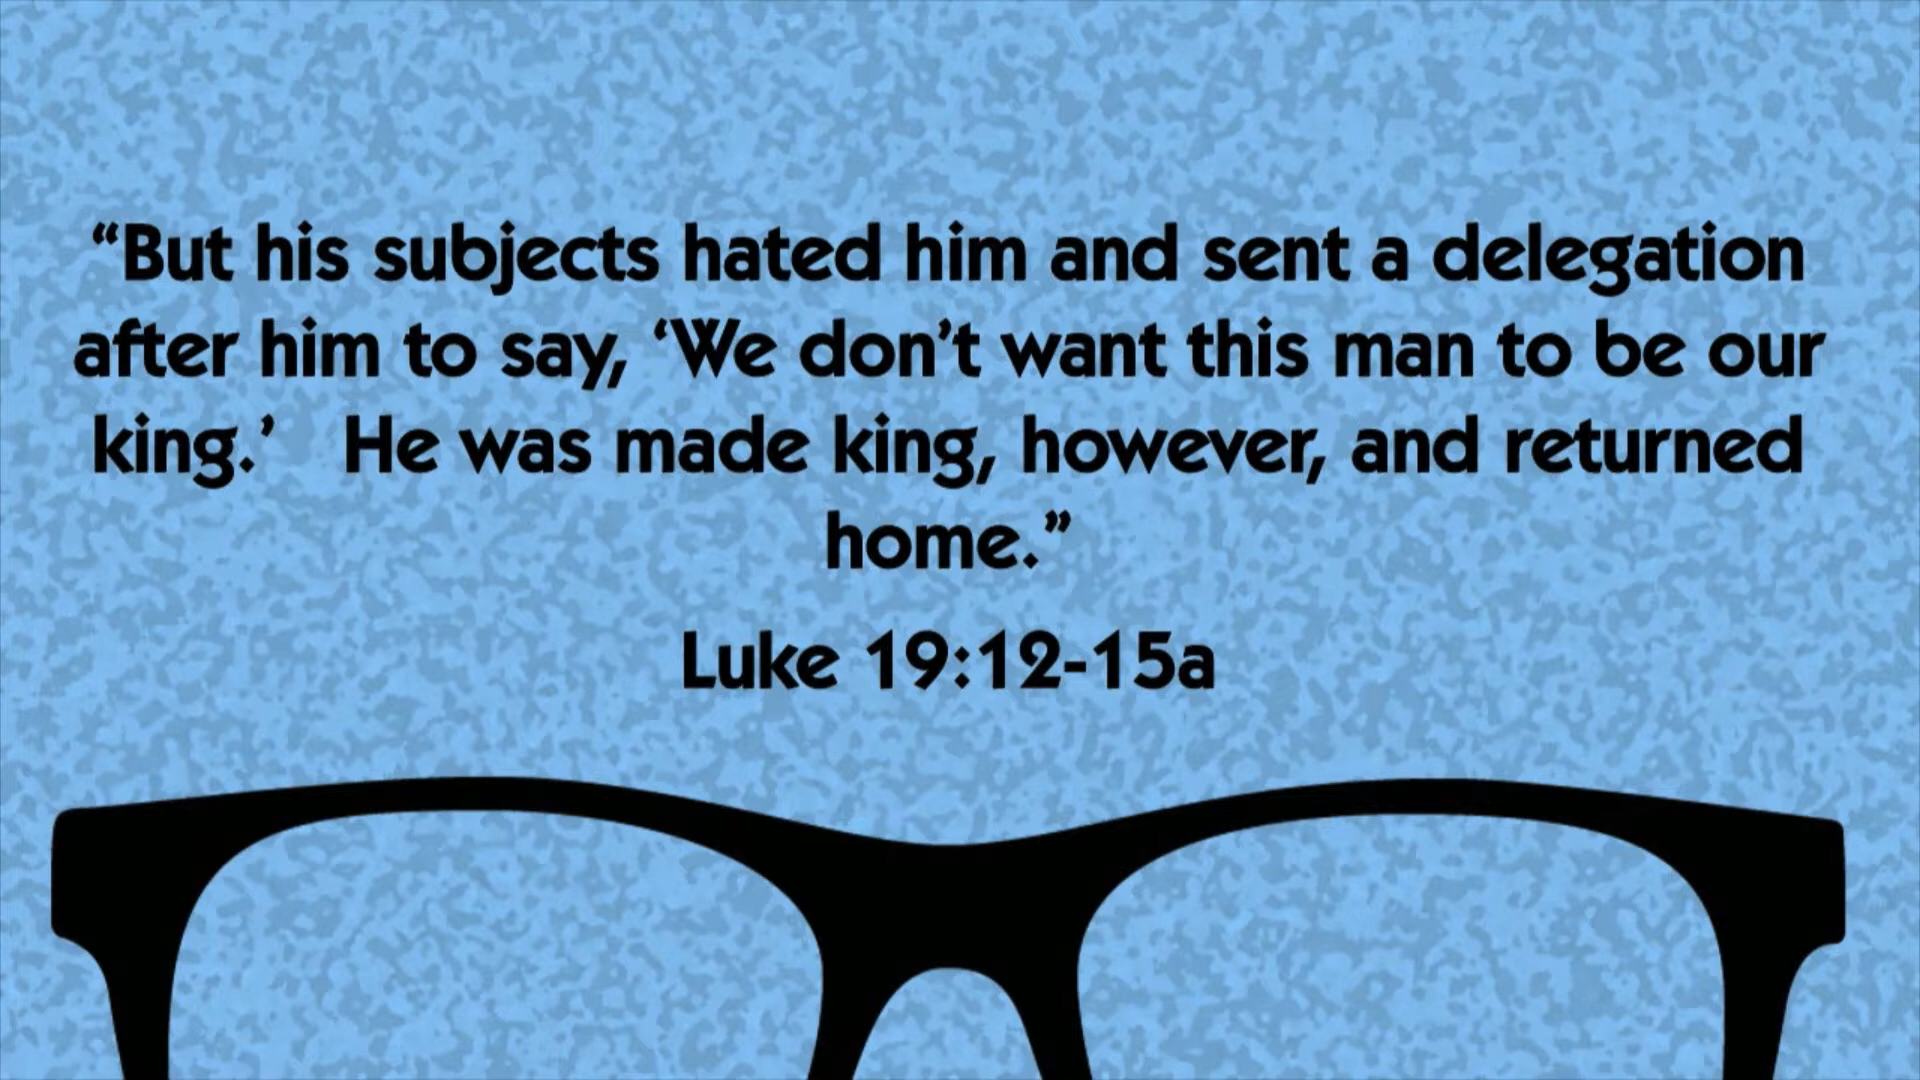 “But his subjects hated him and sent a delegation
after him to say, ‘We don’t want this man to be our
king.’   He was made king, however, and returned
home.”
Luke 19:12-15a